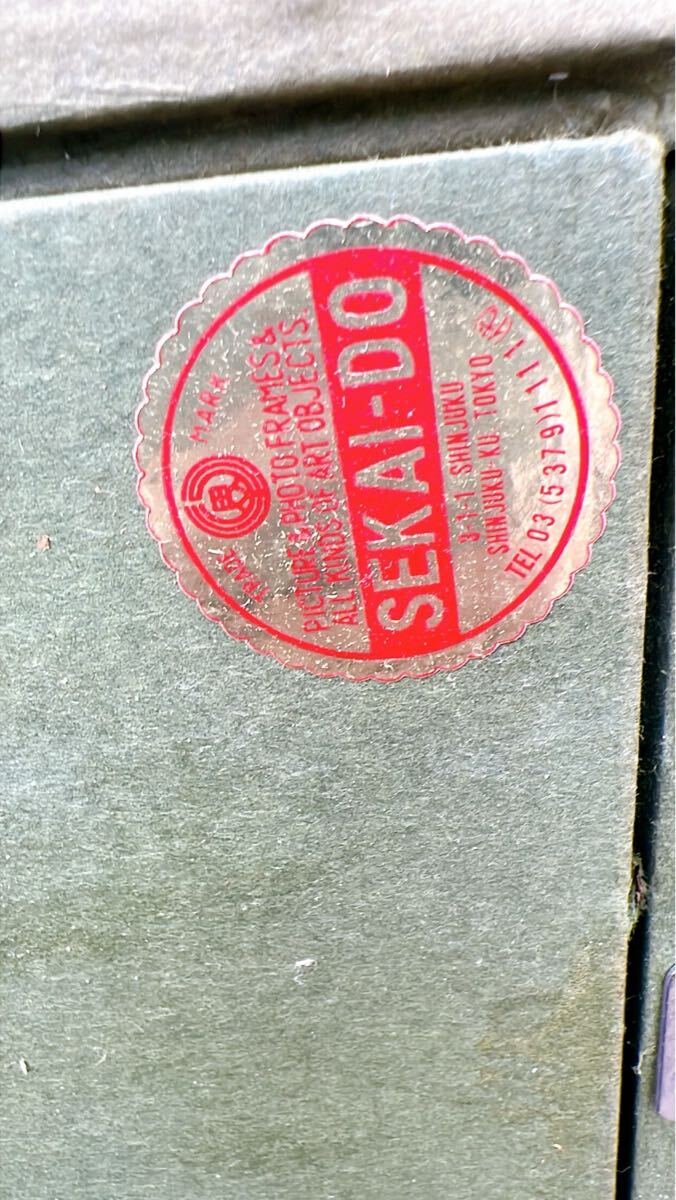 TRADE MARK
PICTURE & PHOTO FRAMES &
ALL KINDS OF ART OBJECTS.
SEKAI-DO
3-1-1 SHINJUKU
SHINJUKU-KU TOKYO
TEL 03 (5379) 1111